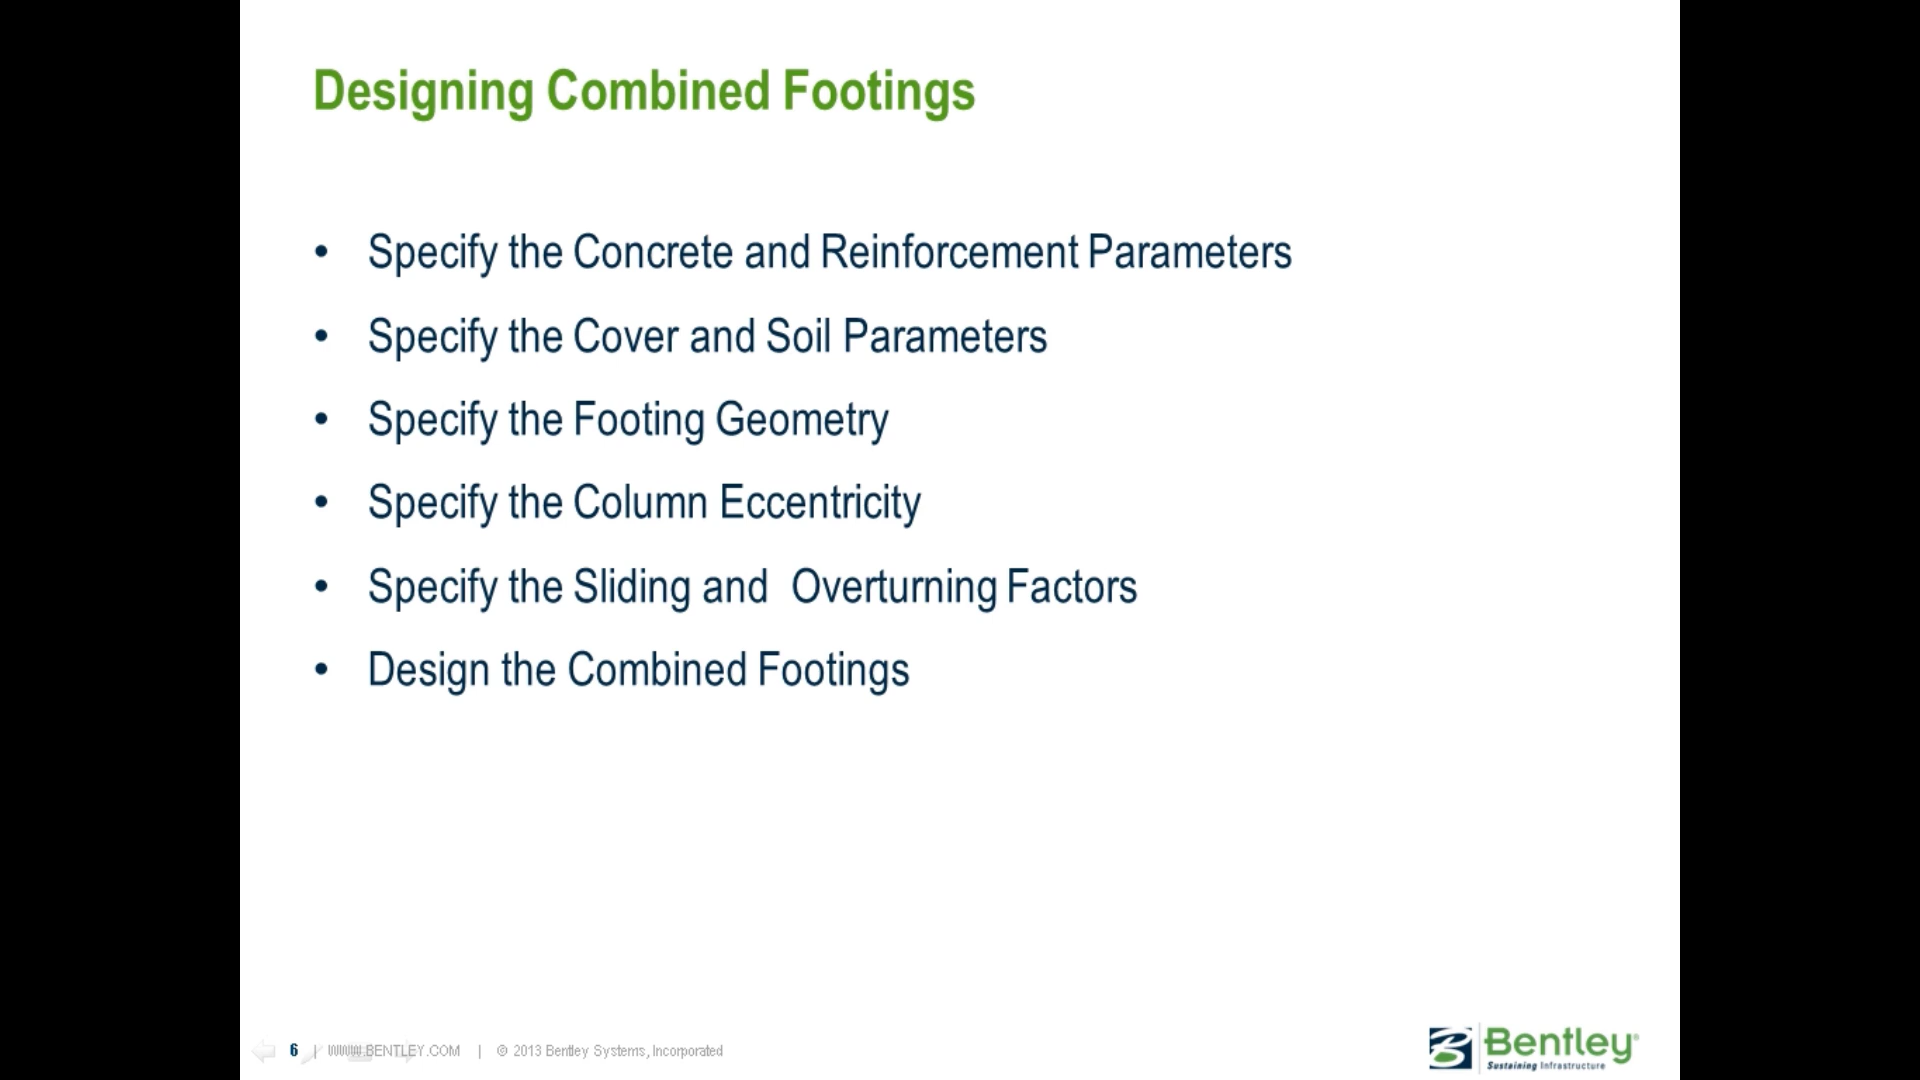 Designing Combined Footings
• Specify the Concrete and Reinforcement Parameters
• Specify the Cover and Soil Parameters
• Specify the Footing Geometry
• Specify the Column Eccentricity
• Specify the Sliding and  Overturning Factors
• Design the Combined Footings
6 | WWW.BENTLEY.COM | © 2013 Bentley Systems, Incorporated
Bentley®
Sustaining Infrastructure